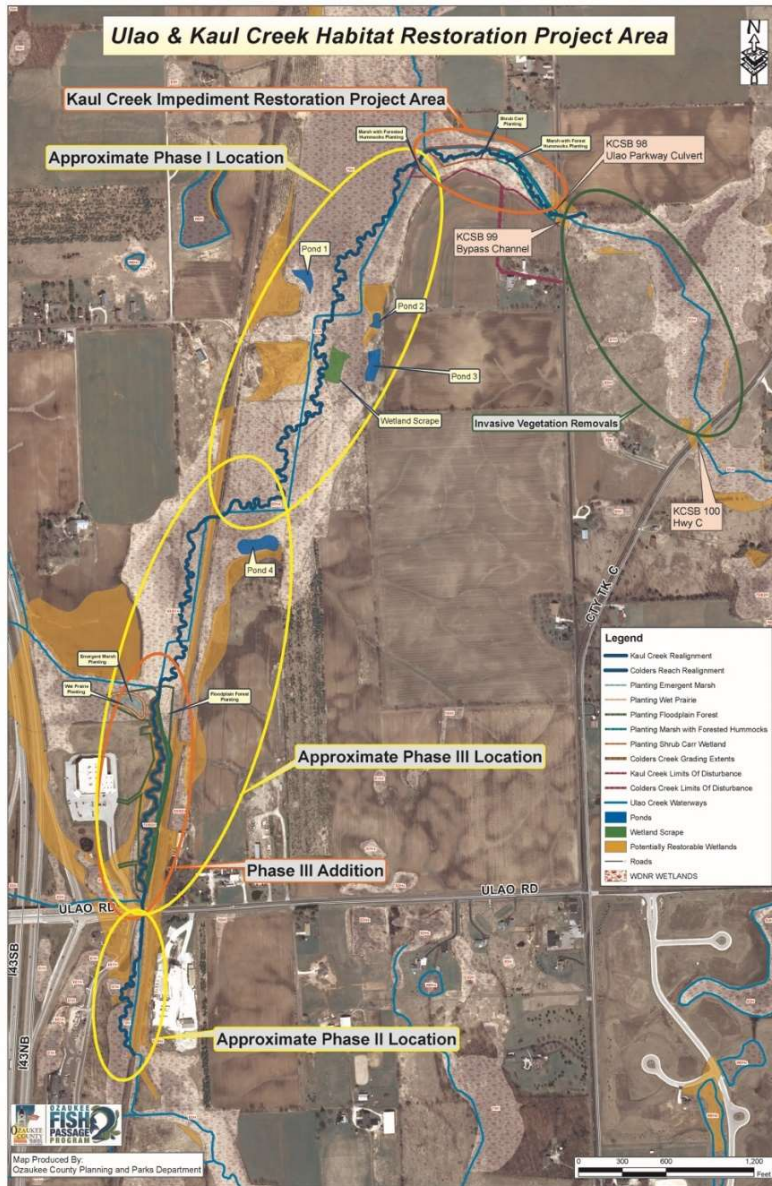 Ulao & Kaul Creek Habitat Restoration Project Area
N
Kaul Creek Impediment Restoration Project Area
Shrub Carr
Planting
Marsh with Forested
Hummocks Planting
Marsh with Forest
Hummocks Planting
KCSB 98
Ulao Parkway Culvert
Approximate Phase I Location
KCSB 99
Bypass Channel
Pond 1
Pond 2
Pond 3
Wetland Scrape
Invasive Vegetation Removals
KCSB 100
Hwy C
Pond 4
CTY TK C
Emergent Marsh
Planting
Wet Prairie
Planting
Floodplain Forest
Planting
Approximate Phase III Location
Phase III Addition
ULAO RD
ULAO RD
I43SB
I43NB
Approximate Phase II Location
Legend
Kaul Creek Realignment
Colders Reach Realignment
Planting Emergent Marsh
Planting Wet Prairie
Planting Floodplain Forest
Planting Marsh with Forested Hummocks
Planting Shrub Carr Wetland
Colders Creek Grading Extents
Kaul Creek Limits Of Disturbance
Colders Creek Limits Of Disturbance
Ulao Creek Waterways
Ponds
Wetland Scrape
Potentially Restorable Wetlands
Roads
WDNR WETLANDS
OZAUKEE
COUNTY
OZAUKEE
FISH
PASSAGE
PROGRAM
Map Produced By:
Ozaukee County Planning and Parks Department
0 300 600 1,200
Feet